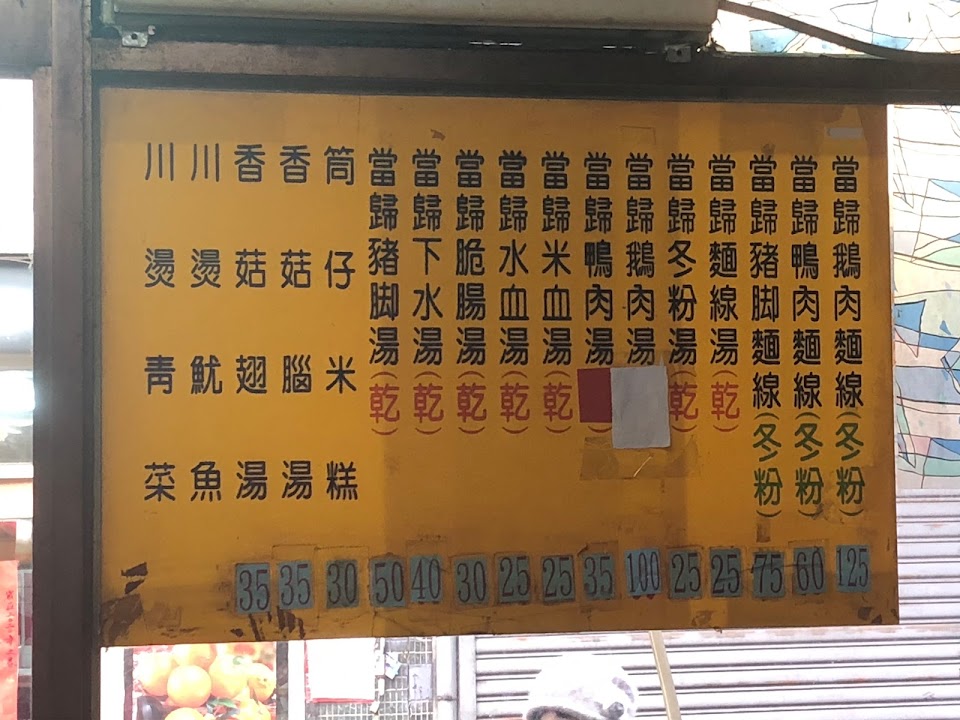 當歸鵝肉麵線(冬粉) 125
當歸鴨肉麵線(冬粉) 60
當歸豬脚麵線(冬粉) 75
當歸麵線湯(乾) 25
當歸冬粉湯(乾) 25
當歸鵝肉湯 100
當歸鴨肉湯 35
當歸米血湯(乾) 25
當歸水血湯(乾) 25
當歸脆腸湯(乾) 30
當歸下水湯(乾) 40
當歸豬脚湯(乾) 50
筒仔米糕 30
香菇腦湯 35
香菇翅湯 35
川燙魷魚
川燙青菜